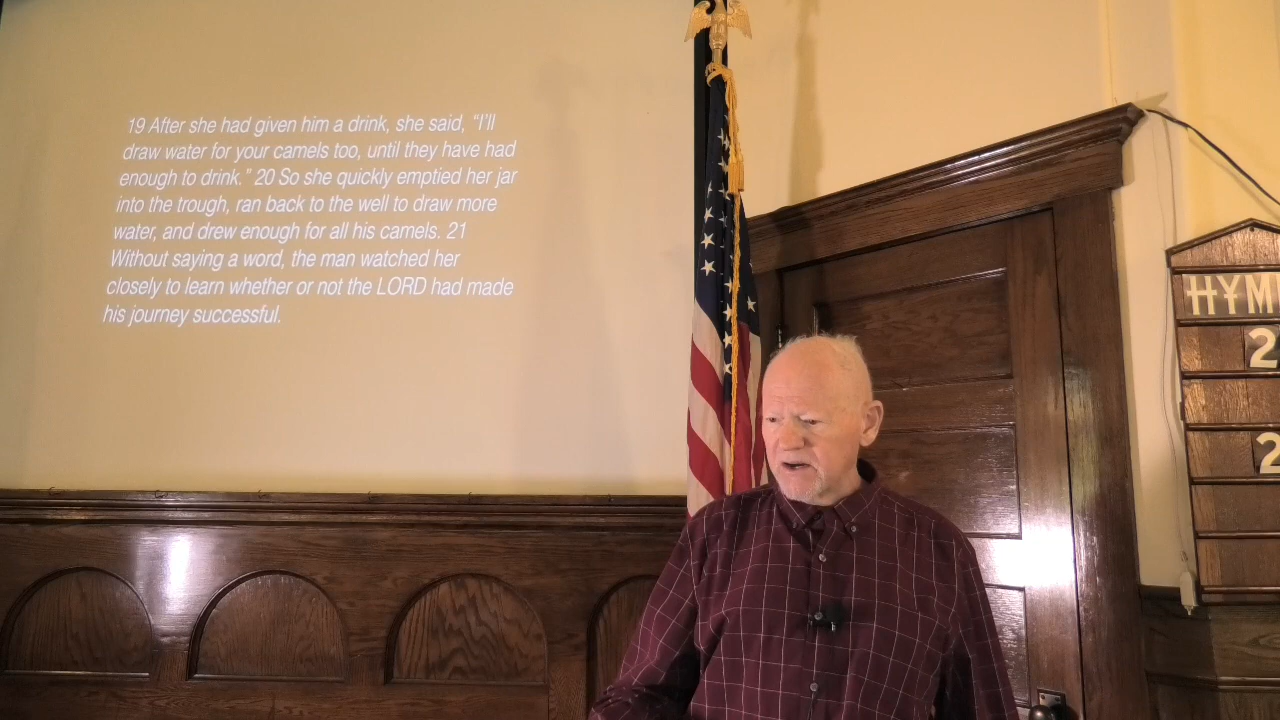 19 After she had given him a drink, she said, “I’ll
draw water for your camels too, until they have had
enough to drink.” 20 So she quickly emptied her jar
into the trough, ran back to the well to draw more
water, and drew enough for all his camels. 21
Without saying a word, the man watched her
closely to learn whether or not the LORD had made
his journey successful.
HYM
2
2